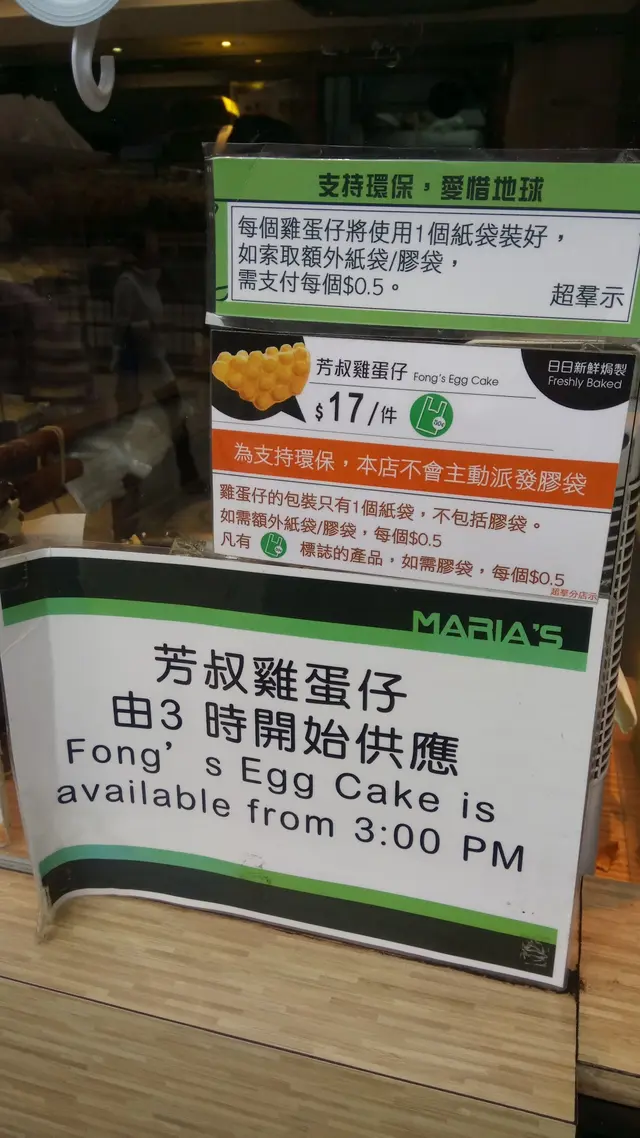 支持環保，愛惜地球
每個雞蛋仔將使用1個紙袋裝好，
如索取額外紙袋/膠袋，
需支付每個$0.5。
超羣示
芳叔雞蛋仔 Fong's Egg Cake
日日新鮮焗製
Freshly Baked
$17/件
50¢
為支持環保，本店不會主動派發膠袋
雞蛋仔的包裝只有1個紙袋，不包括膠袋。
如需額外紙袋/膠袋，每個$0.5
凡有 標誌的產品，如需膠袋，每個$0.5
超羣分店示
MARIA'S
芳叔雞蛋仔
由3 時開始供應
Fong's Egg Cake is
available from 3:00 PM